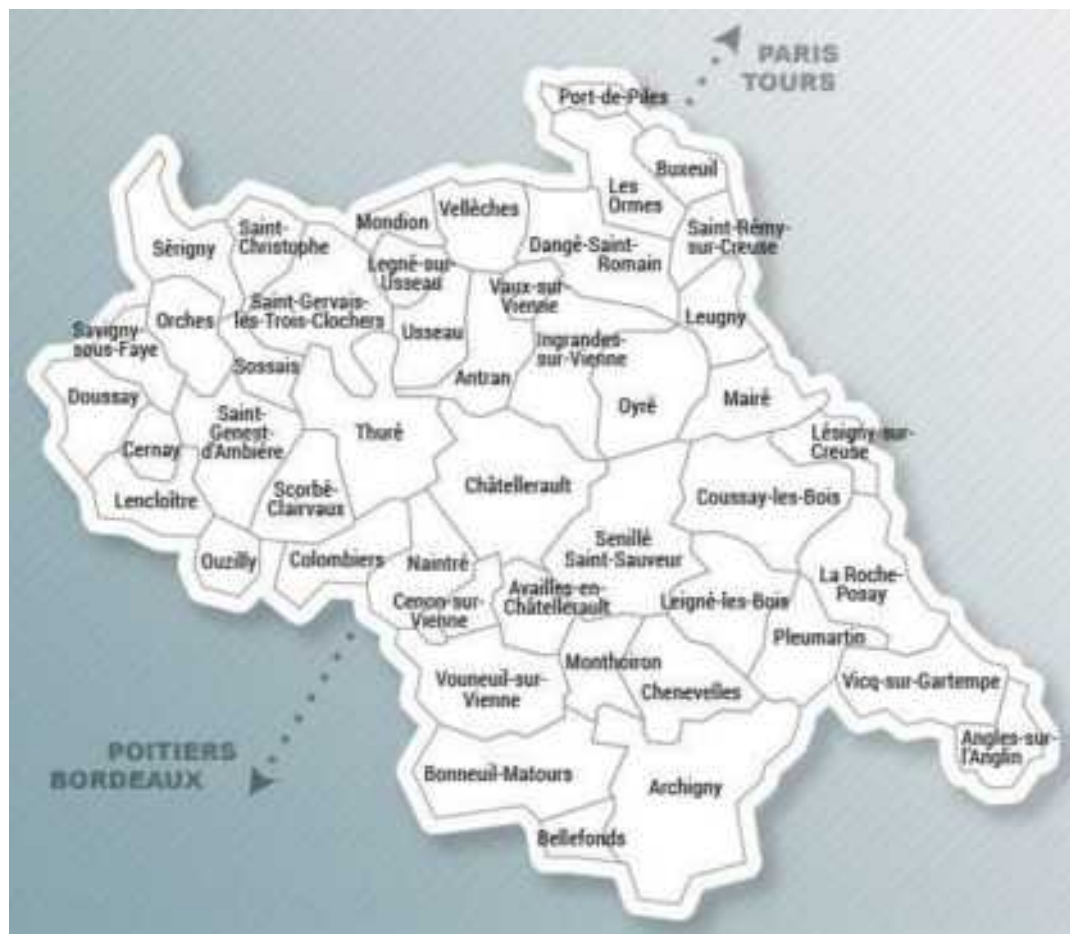 PARIS
TOURS
Port-de-Piles
Buxeuil
Les
Ormes
Mondion
Vellèches
Saint-
Christophe
Sérigny
Saint-Rémy-
sur-Creuse
Dangé-Saint-
Romain
Leigné-sur-
Usseau
Vaux-sur-
Vienne
Saint-Gervais-
les-Trois-Clochers
Orches
Leugny
Savigny-
sous-Faye
Usseau
Ingrandes-
sur-Vienne
Sossais
Antran
Doussay
Mairé
Oyré
Saint-
Genest-
d'Ambière
Thuré
Lésigny-sur-
Creuse
Cernay
Châtellerault
Scorbé-
Clairvaux
Coussay-les-Bois
Lencloître
Senillé
Saint-Sauveur
Ouzilly
Colombiers
Naintré
La Roche-
Posay
Availles-en-
Châtellerault
Cenon-sur-
Vienne
Leigné-les-Bois
Pleumartin
Monthoiron
Vouneuil-sur-
Vienne
Chenevelles
Vicq-sur-Gartempe
Angles-sur-
l'Anglin
POITIERS
BORDEAUX
Bonneuil-Matours
Archigny
Bellefonds